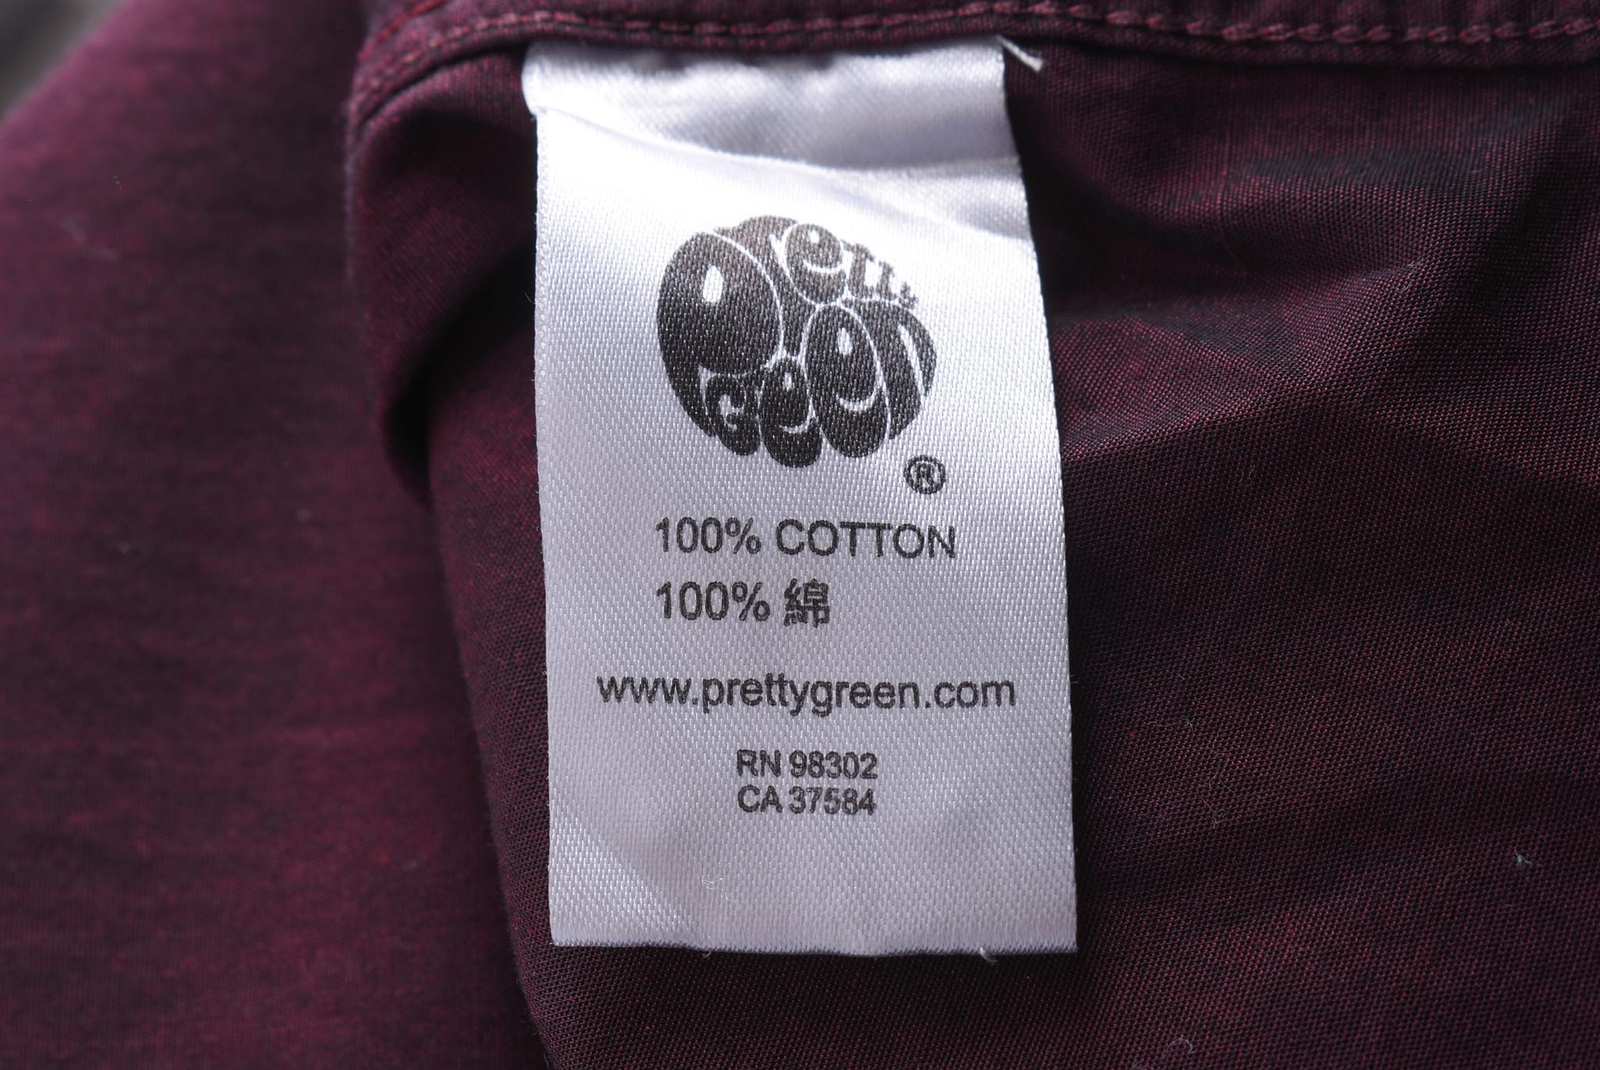 Pretty
Green
®
100% COTTON
100% 綿
www.prettygreen.com
RN 98302
CA 37584